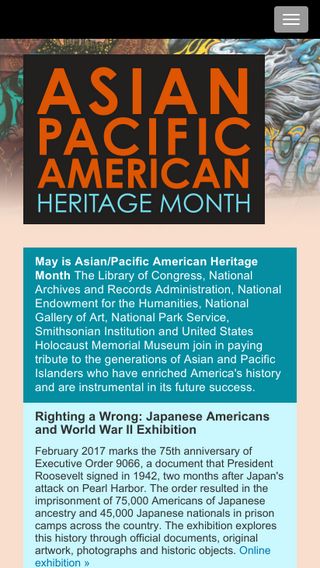 ASIAN
PACIFIC
AMERICAN
HERITAGE MONTH
May is Asian/Pacific American Heritage
Month The Library of Congress, National
Archives and Records Administration, National
Endowment for the Humanities, National
Gallery of Art, National Park Service,
Smithsonian Institution and United States
Holocaust Memorial Museum join in paying
tribute to the generations of Asian and Pacific
Islanders who have enriched America's history
and are instrumental in its future success.
Righting a Wrong: Japanese Americans
and World War II Exhibition
February 2017 marks the 75th anniversary of
Executive Order 9066, a document that President
Roosevelt signed in 1942, two months after Japan's
attack on Pearl Harbor. The order resulted in the
imprisonment of 75,000 Americans of Japanese
ancestry and 45,000 Japanese nationals in prison
camps across the country. The exhibition explores
this history through official documents, original
artwork, photographs and historic objects. Online
exhibition »